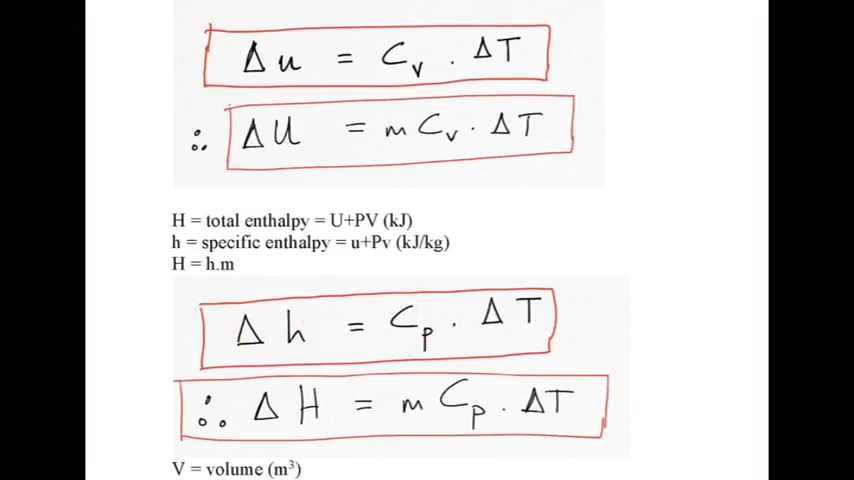 Δu = Cv . ΔT
∴ ΔU = m Cv . ΔT
H = total enthalpy = U+PV (kJ)
h = specific enthalpy = u+Pv (kJ/kg)
H = h.m
Δh = Cp . ΔT
∴ ΔH = m Cp . ΔT
V = volume (m³)